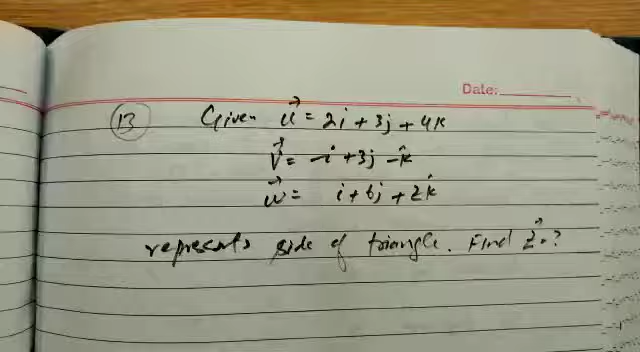 Date:
13 Given u⃗ = 2i + 3j + 4k
v⃗ = -i + 3j - k̂
w⃗ = i + 6j + 2k̂
represents side of triangle. Find z⃗.?